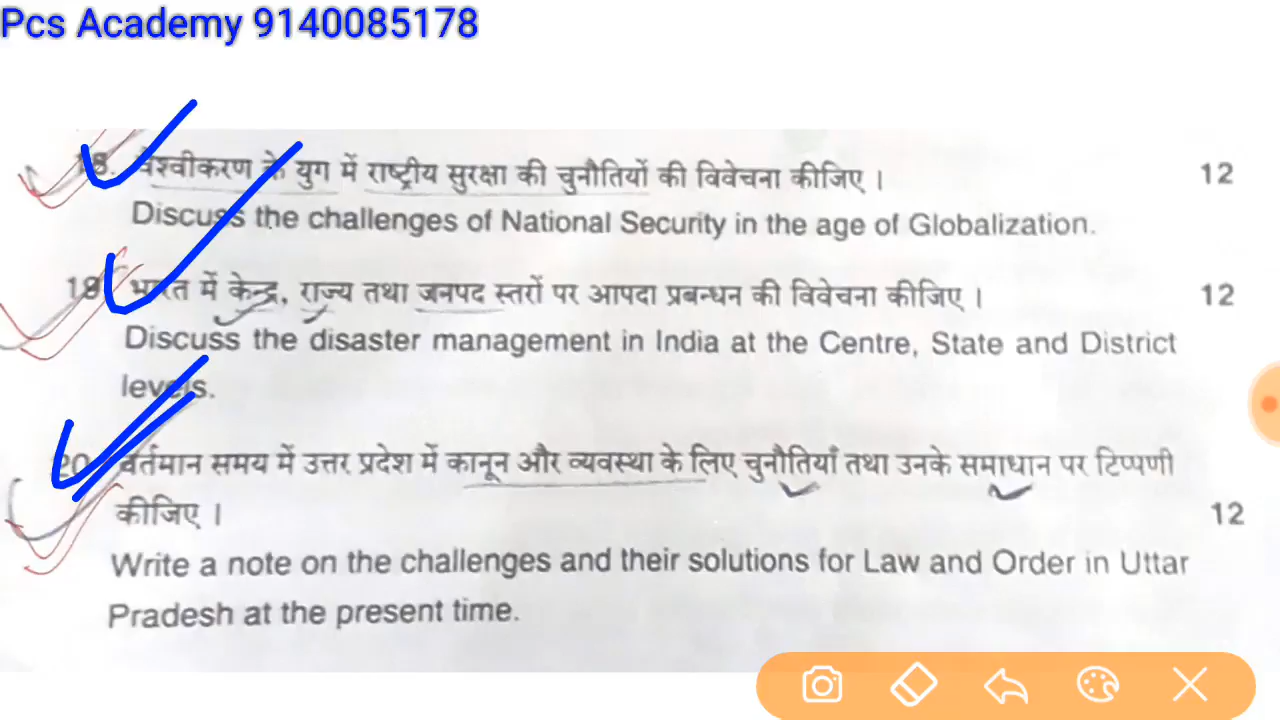 Pcs Academy 9140085178
18. वैश्वीकरण के युग में राष्ट्रीय सुरक्षा की चुनौतियों की विवेचना कीजिए । 12
Discuss the challenges of National Security in the age of Globalization.
19. भारत में केन्द्र, राज्य तथा जनपद स्तरों पर आपदा प्रबन्धन की विवेचना कीजिए । 12
Discuss the disaster management in India at the Centre, State and District
levels.
20. वर्तमान समय में उत्तर प्रदेश में कानून और व्यवस्था के लिए चुनौतियाँ तथा उनके समाधान पर टिप्पणी
कीजिए । 12
Write a note on the challenges and their solutions for Law and Order in Uttar
Pradesh at the present time.